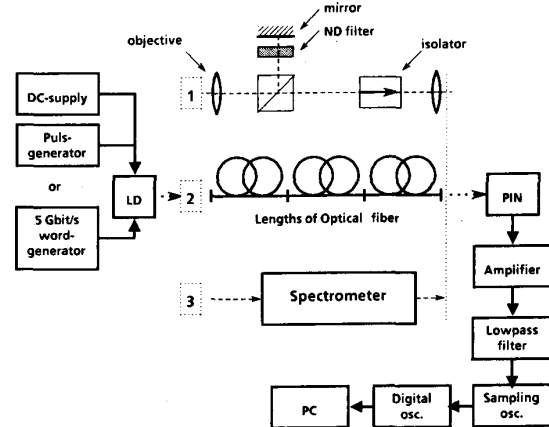 mirror
ND filter
objective
isolator
DC-supply
1
Puls-
generator
or
LD
2
PIN
5 Gbit/s
word-
generator
Lengths of Optical fiber
Amplifier
3
Spectrometer
Lowpass
filter
PC
Digital
osc.
Sampling
osc.